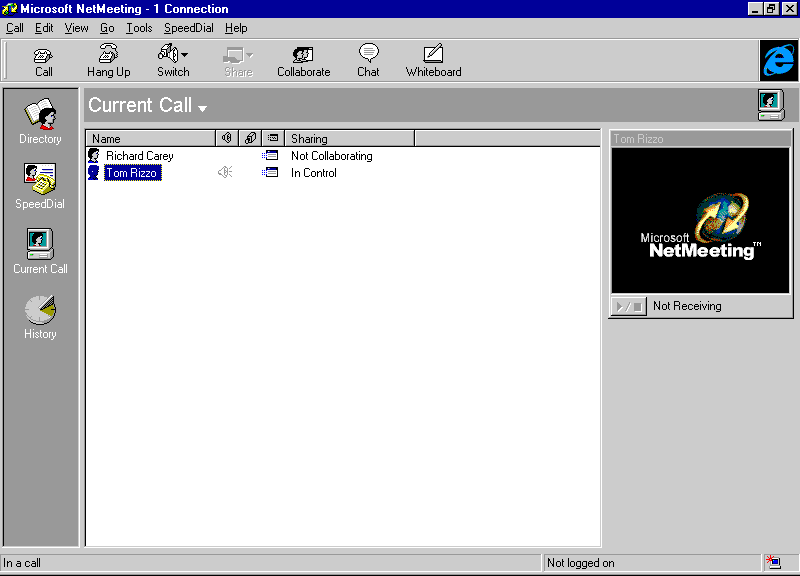 Microsoft NetMeeting - 1 Connection
Call Edit View Go Tools SpeedDial Help
Call Hang Up Switch Share Collaborate Chat Whiteboard
Current Call
Directory
SpeedDial
Current Call
History
Name Sharing
Richard Carey Not Collaborating
Tom Rizzo In Control
Tom Rizzo
Microsoft
NetMeeting™
Not Receiving
In a call Not logged on